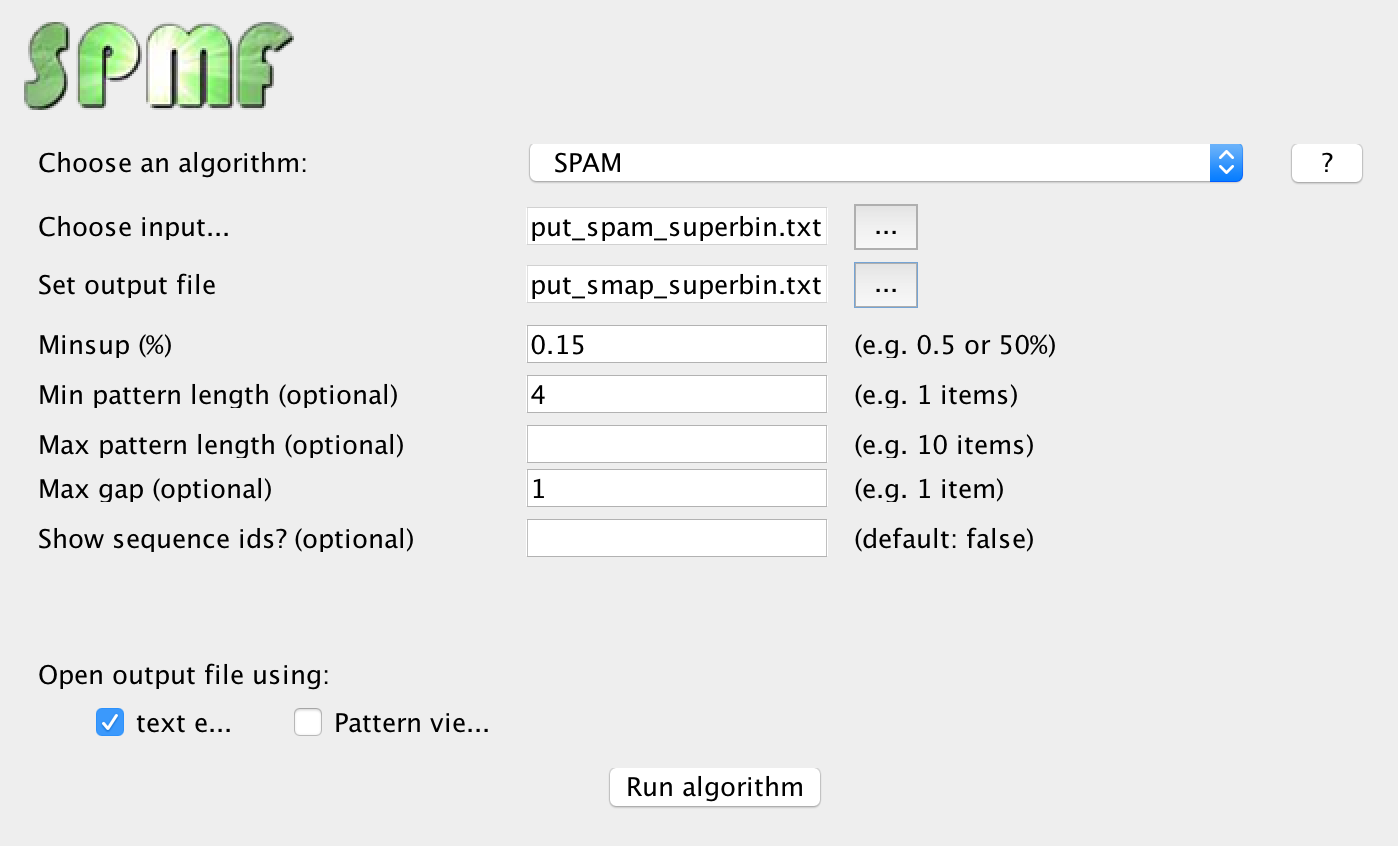 SPMF
Choose an algorithm: SPAM ?
Choose input... put_spam_superbin.txt ...
Set output file put_smap_superbin.txt ...
Minsup (%) 0.15 (e.g. 0.5 or 50%)
Min pattern length (optional) 4 (e.g. 1 items)
Max pattern length (optional) (e.g. 10 items)
Max gap (optional) 1 (e.g. 1 item)
Show sequence ids? (optional) (default: false)
Open output file using:
text e... Pattern vie...
Run algorithm